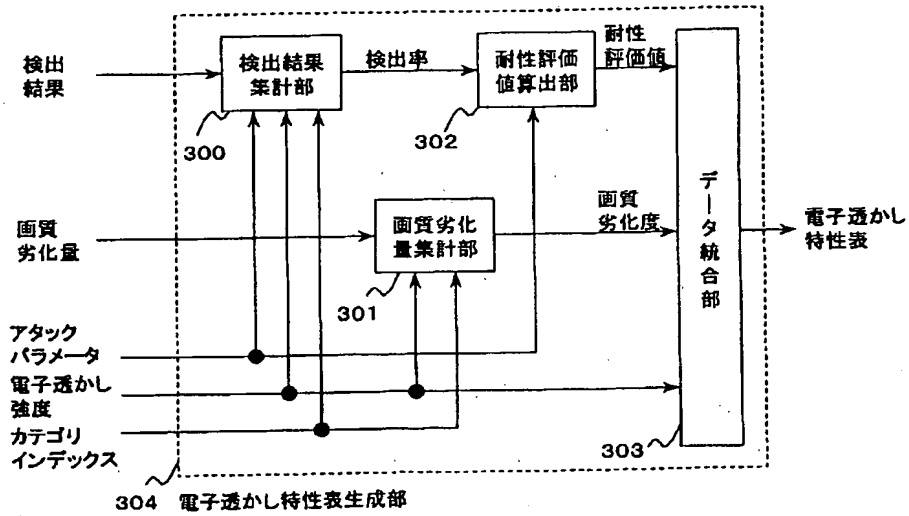 検出
結果
検出結果
集計部
300
検出率
耐性評価
値算出部
302
耐性
評価値
画質
劣化量
画質劣化
量集計部
301
画質
劣化度
データ統合部
303
電子透かし
特性表
アタック
パラメータ
電子透かし
強度
カテゴリ
インデックス
304 電子透かし特性表生成部